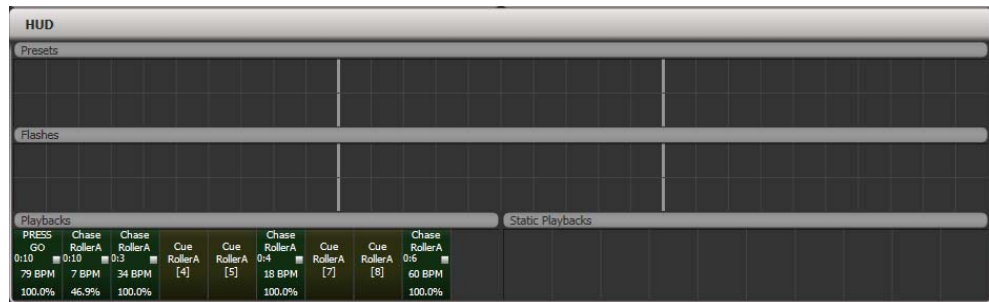 HUD
Presets
Flashes
Playbacks
Static Playbacks
PRESS GO 0:10 79 BPM 100.0%
Chase RollerA 0:10 7 BPM 46.9%
Chase RollerA 0:3 34 BPM 100.0%
Cue RollerA [4]
Cue RollerA [5]
Chase RollerA 0:4 18 BPM 100.0%
Cue RollerA [7]
Cue RollerA [8]
Chase RollerA 0:6 60 BPM 100.0%